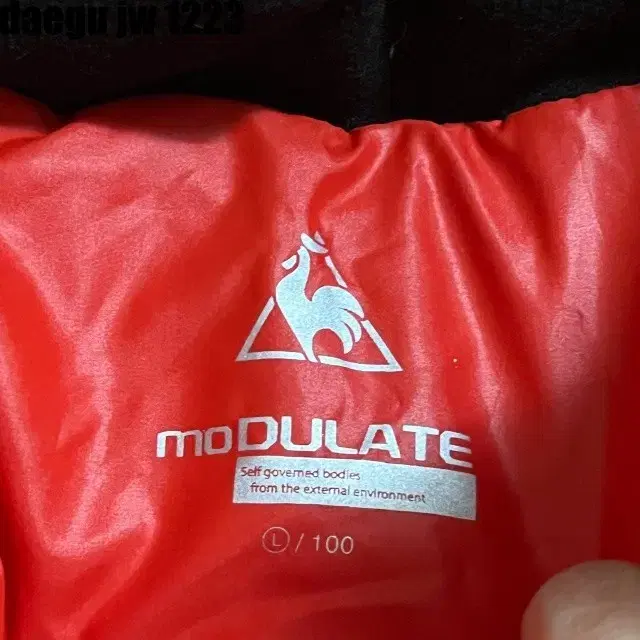 daegu jw 1223
moDULATE
Self governed bodies
from the external environment
Ⓛ / 100